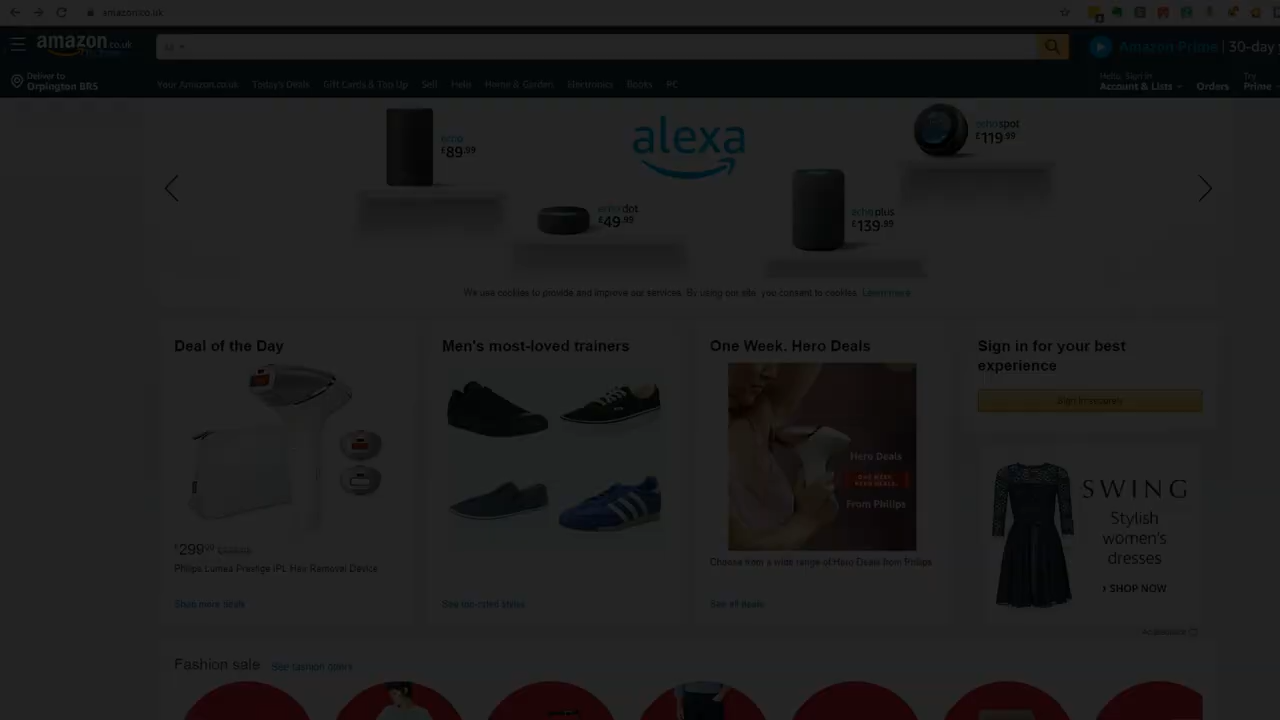 amazon.co.uk
amazon.co.uk
All
Amazon Prime | 30-day
Deliver to
Orpington BR5
Your Amazon.co.uk Today's Deals Gift Cards & Top Up Sell Help Home & Garden Electronics Books PC
Hello, Sign in
Account & Lists
Orders
Try
Prime
echo
£89.99
alexa
echo spot
£119.99
echo dot
£49.99
echo plus
£139.99
We use cookies to provide and improve our services. By using our site, you consent to cookies. Learn more
Deal of the Day
£299.99
Philips Lumea Prestige IPL Hair Removal Device
Shop more deals
Men's most-loved trainers
See top-rated styles
One Week. Hero Deals
Hero Deals
ONE WEEK.
HERO DEALS.
From Philips
Choose from a wide range of Hero Deals from Philips
See all deals
Sign in for your best
experience
Sign in securely
SWING
Stylish
women's
dresses
› SHOP NOW
Fashion sale See fashion offers